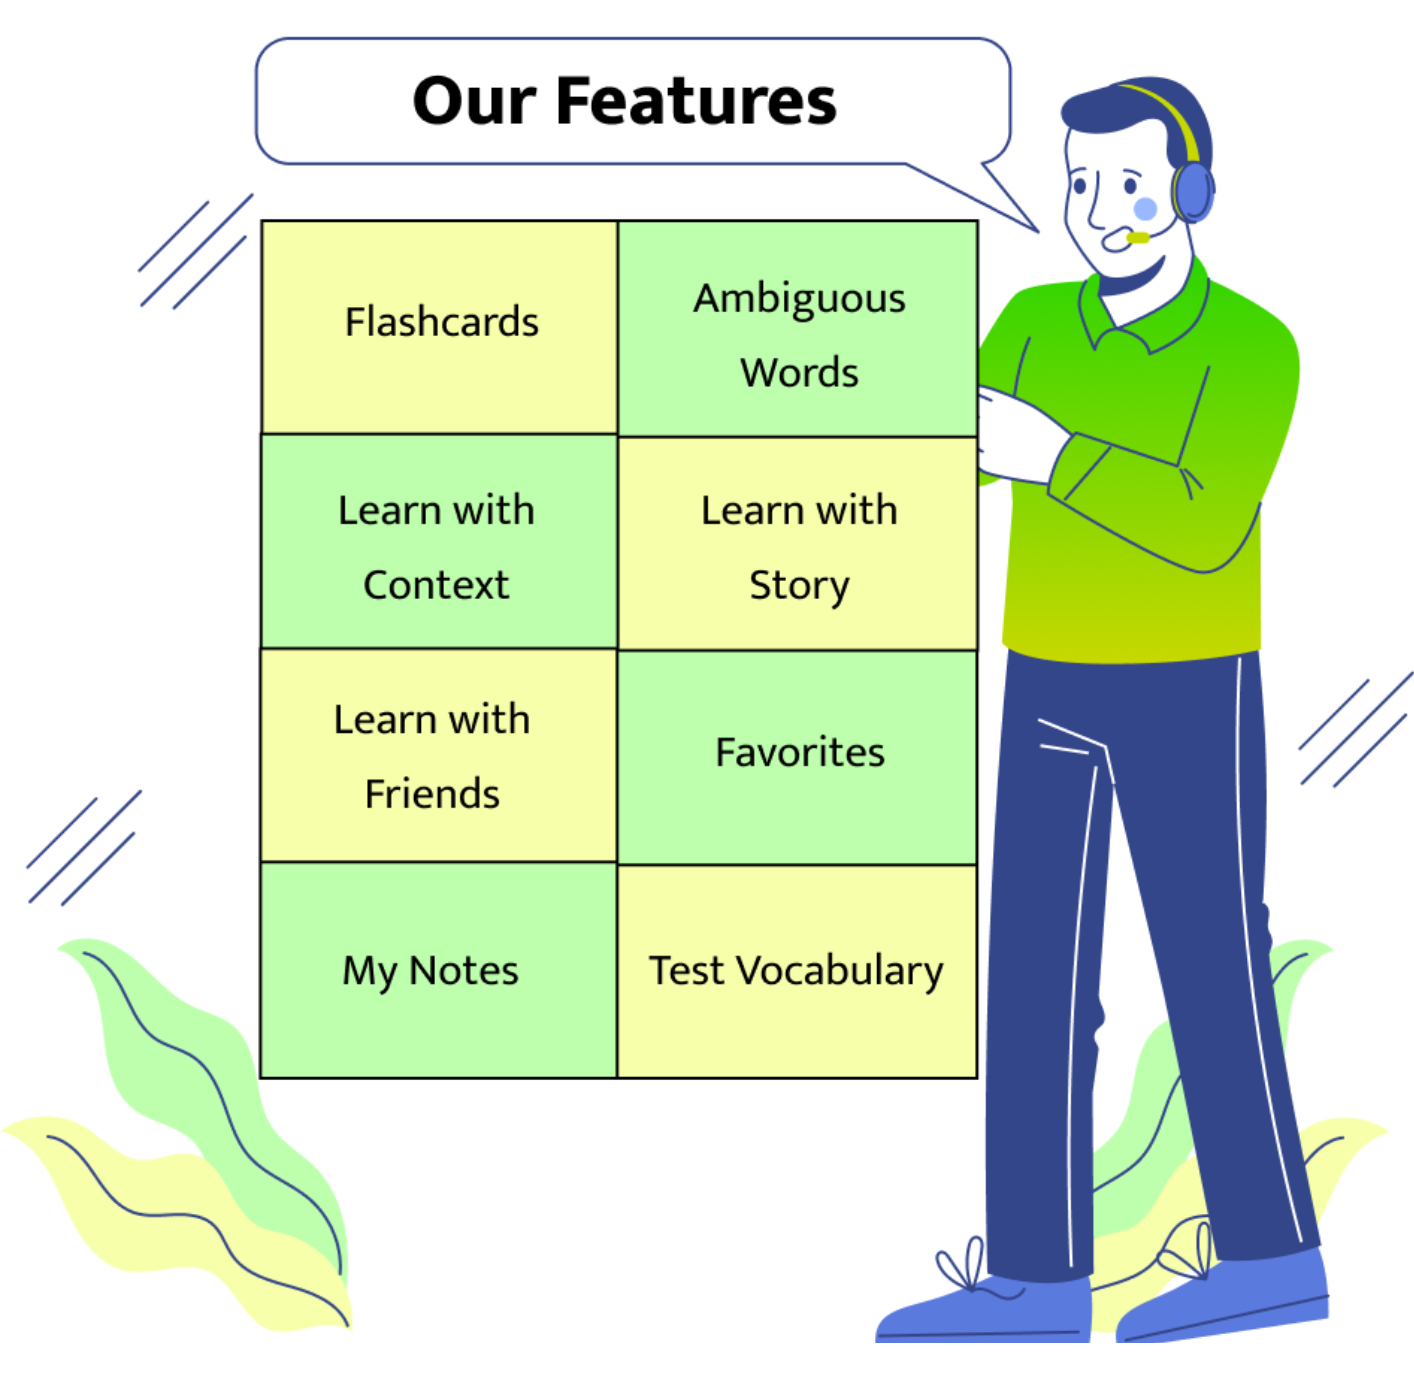 Our Features
Flashcards
Ambiguous
Words
Learn with
Context
Learn with
Story
Learn with
Friends
Favorites
My Notes
Test Vocabulary